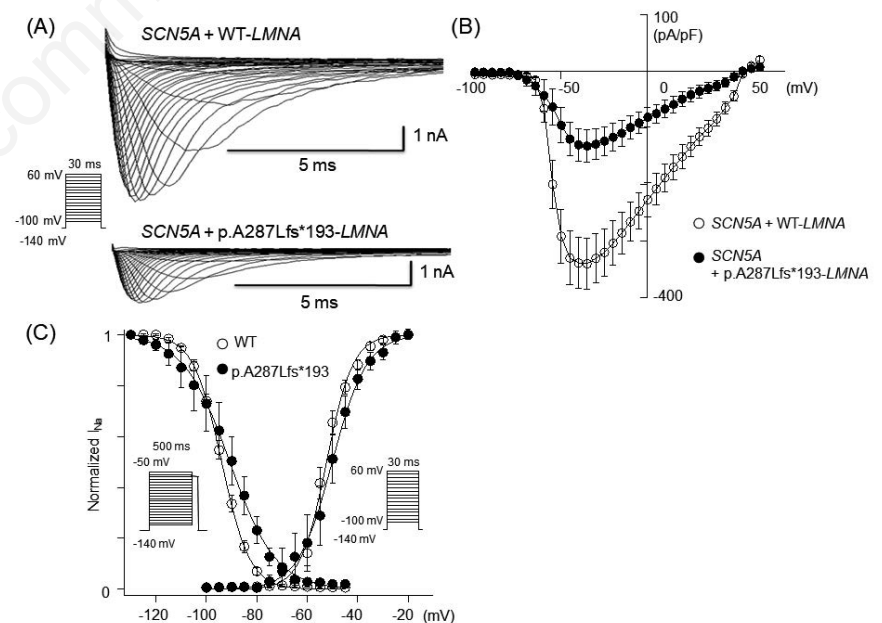 comm
(A)
SCN5A + WT-LMNA
1 nA
5 ms
30 ms
60 mV
-100 mV
-140 mV
SCN5A + p.A287Lfs*193-LMNA
1 nA
5 ms
(B)
100
(pA/pF)
-100
-50
0
50
(mV)
SCN5A + WT-LMNA
SCN5A
+ p.A287Lfs*193-LMNA
-400
(C)
1
WT
p.A287Lfs*193
Normalized INa
500 ms
-50 mV
-140 mV
30 ms
60 mV
-100 mV
-140 mV
0
-120
-100
-80
-60
-40
-20
(mV)